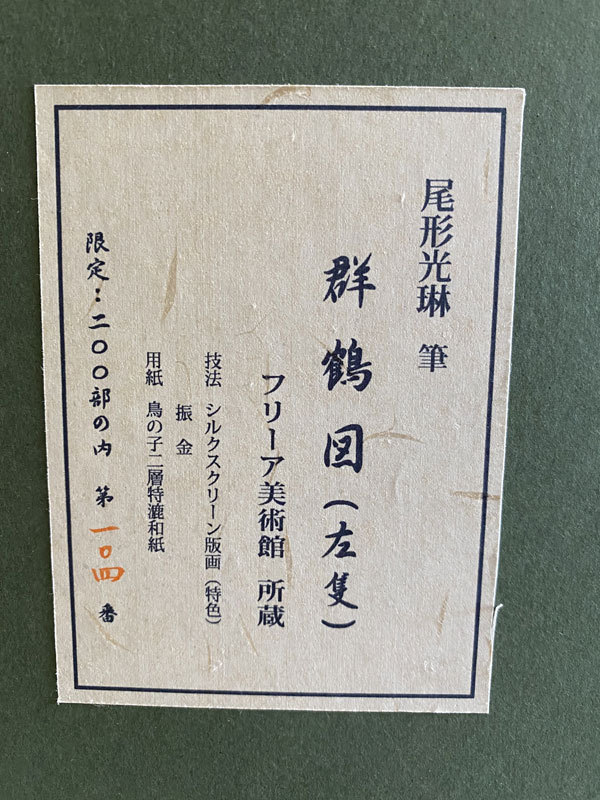 尾形光琳 筆
群鶴図(左隻)
フリーア美術館 所蔵
技法 シルクスクリーン版画(特色)
振金
用紙 鳥の子二層特漉和紙
限定:二〇〇部の内 第一〇四番